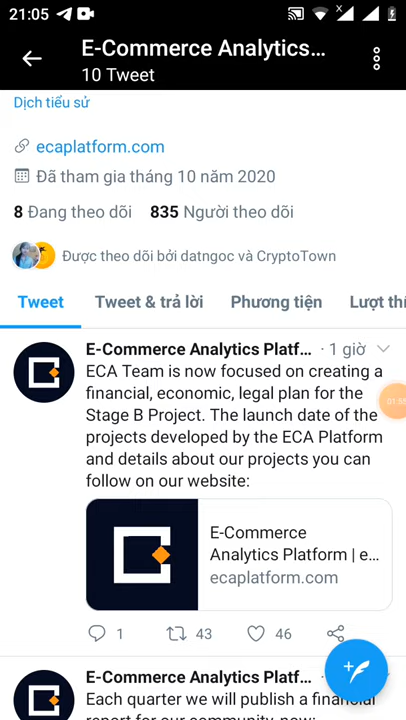 21:05
E-Commerce Analytics...
10 Tweet
Dịch tiểu sử
ecaplatform.com
Đã tham gia tháng 10 năm 2020
8 Đang theo dõi 835 Người theo dõi
Được theo dõi bởi datngoc và CryptoTown
Tweet Tweet & trả lời Phương tiện Lượt thí
E-Commerce Analytics Platf... · 1 giờ
ECA Team is now focused on creating a
financial, economic, legal plan for the
Stage B Project. The launch date of the
projects developed by the ECA Platform
and details about our projects you can
follow on our website:
E-Commerce
Analytics Platform | e...
ecaplatform.com
1 43 46
E-Commerce Analytics Platf...
Each quarter we will publish a financial
report for our community, now: